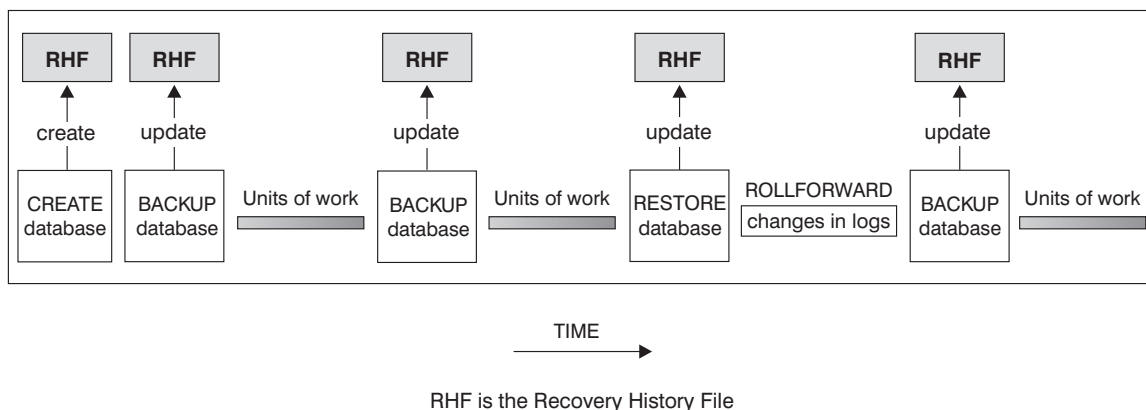 RHF
RHF
RHF
RHF
RHF
create
update
update
update
update
CREATE
database
BACKUP
database
Units of work
BACKUP
database
Units of work
RESTORE
database
ROLLFORWARD
changes in logs
BACKUP
database
Units of work
TIME
RHF is the Recovery History File